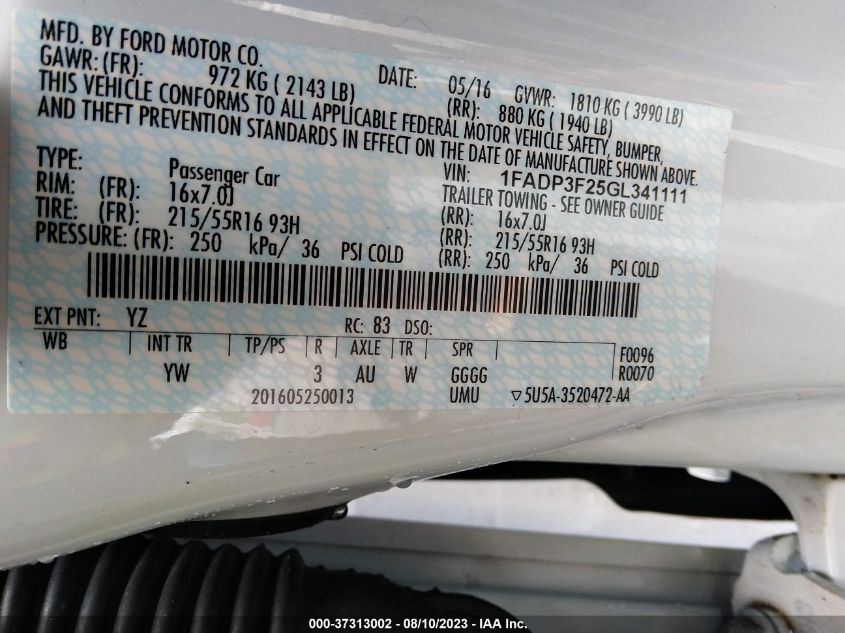 MFD. BY FORD MOTOR CO.
DATE: 05/16 GVWR: 1810 KG ( 3990 LB)
GAWR: (FR): 972 KG ( 2143 LB) (RR): 880 KG ( 1940 LB)
THIS VEHICLE CONFORMS TO ALL APPLICABLE FEDERAL MOTOR VEHICLE SAFETY, BUMPER,
AND THEFT PREVENTION STANDARDS IN EFFECT ON THE DATE OF MANUFACTURE SHOWN ABOVE.
VIN: 1FADP3F25GL341111
TYPE: Passenger Car TRAILER TOWING - SEE OWNER GUIDE
RIM: (FR): 16x7.0J (RR): 16x7.0J
TIRE: (FR): 215/55R16 93H (RR): 215/55R16 93H
PRESSURE: (FR): 250 kPa/ 36 PSI COLD (RR): 250 kPa/ 36 PSI COLD
EXT PNT: YZ RC: 83 DSO:
WB INT TR TP/PS R AXLE TR SPR F0096
YW 3 AU W GGGG R0070
201605250013 UMU ▽5U5A-3520472-AA
000-37313002 - 08/10/2023 - IAA Inc.